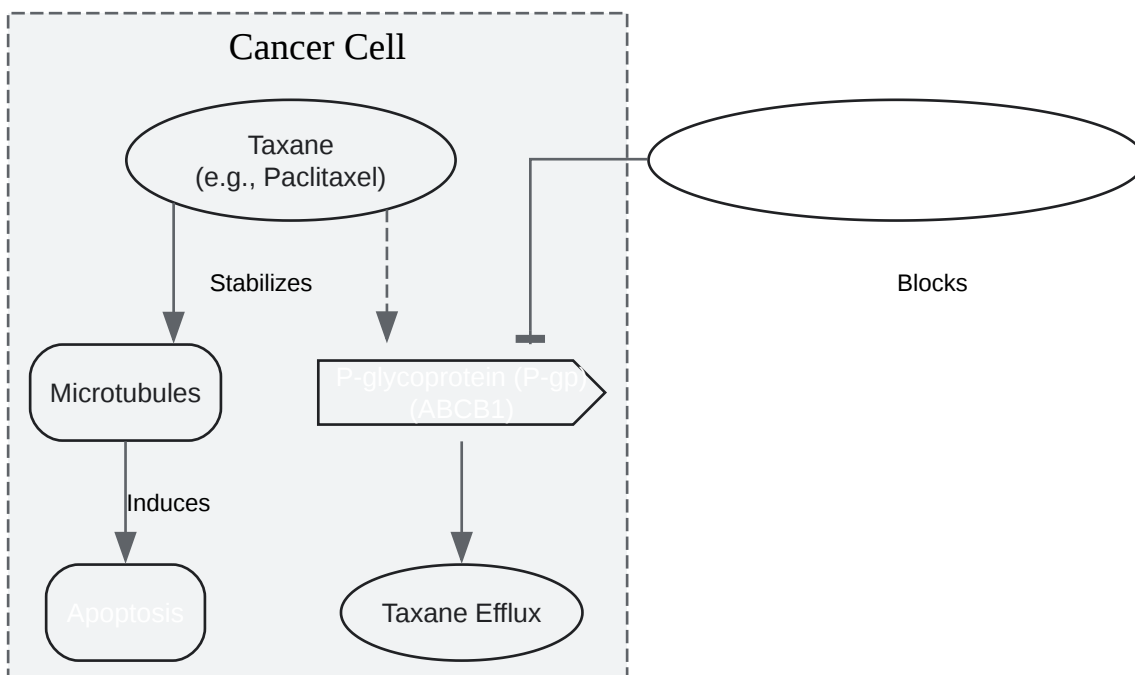 Cancer Cell
Taxane
(e.g., Paclitaxel)
Stabilizes
Blocks
Microtubules
P-glycoprotein (P-gp)
(ABCB1)
Induces
Apoptosis
Taxane Efflux